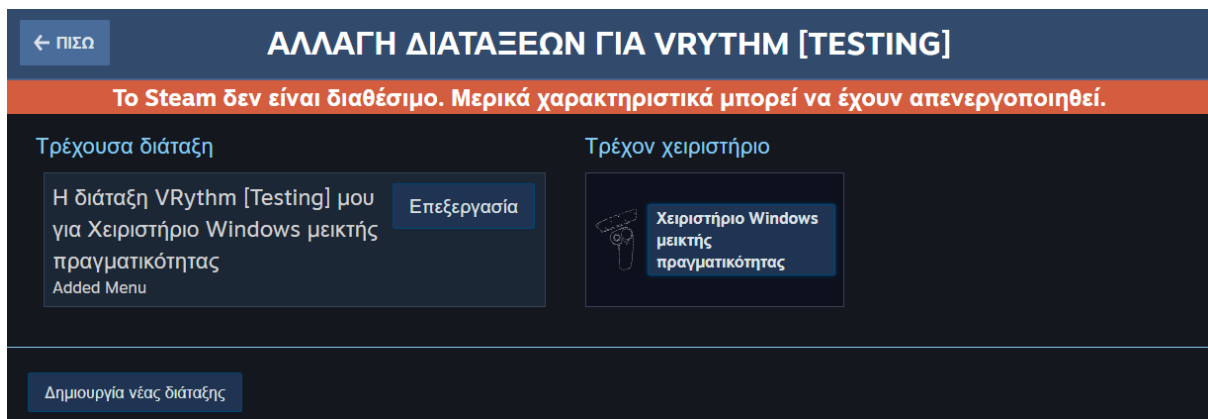 ← ΠΙΣΩ
ΑΛΛΑΓΗ ΔΙΑΤΑΞΕΩΝ ΓΙΑ VRYTHM [TESTING]
Το Steam δεν είναι διαθέσιμο. Μερικά χαρακτηριστικά μπορεί να έχουν απενεργοποιηθεί.
Τρέχουσα διάταξη
Η διάταξη VRythm [Testing] μου
για Χειριστήριο Windows μεικτής
πραγματικότητας
Added Menu
Επεξεργασία
Τρέχον χειριστήριο
Χειριστήριο Windows
μεικτής
πραγματικότητας
Δημιουργία νέας διάταξης